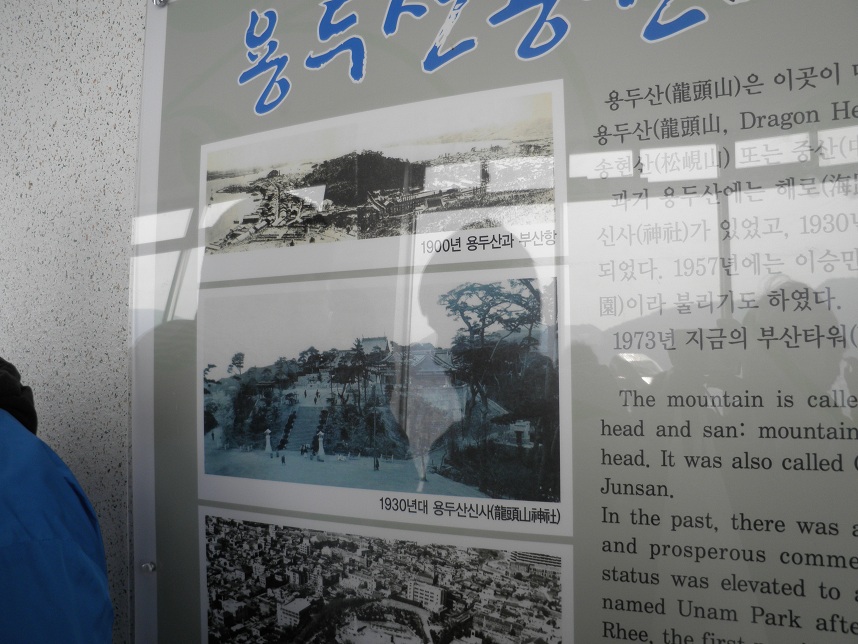 용두산공원
1900년 용두산과 부산항
1930년대 용두산신사(龍頭山神社)
용두산(龍頭山)은 이곳이
용두산(龍頭山, Dragon He
송현산(松峴山) 또는 중산(
과거 용두산에는 해로(海
신사(神社)가 있었고, 1930년
되었다. 1957년에는 이승만
園)이라 불리기도 하였다.
1973년 지금의 부산타워(
The mountain is calle
head and san: mountain
head. It was also called
Junsan.
In the past, there was a
and prosperous comme
status was elevated to a
named Unam Park afte
Rhee, the first